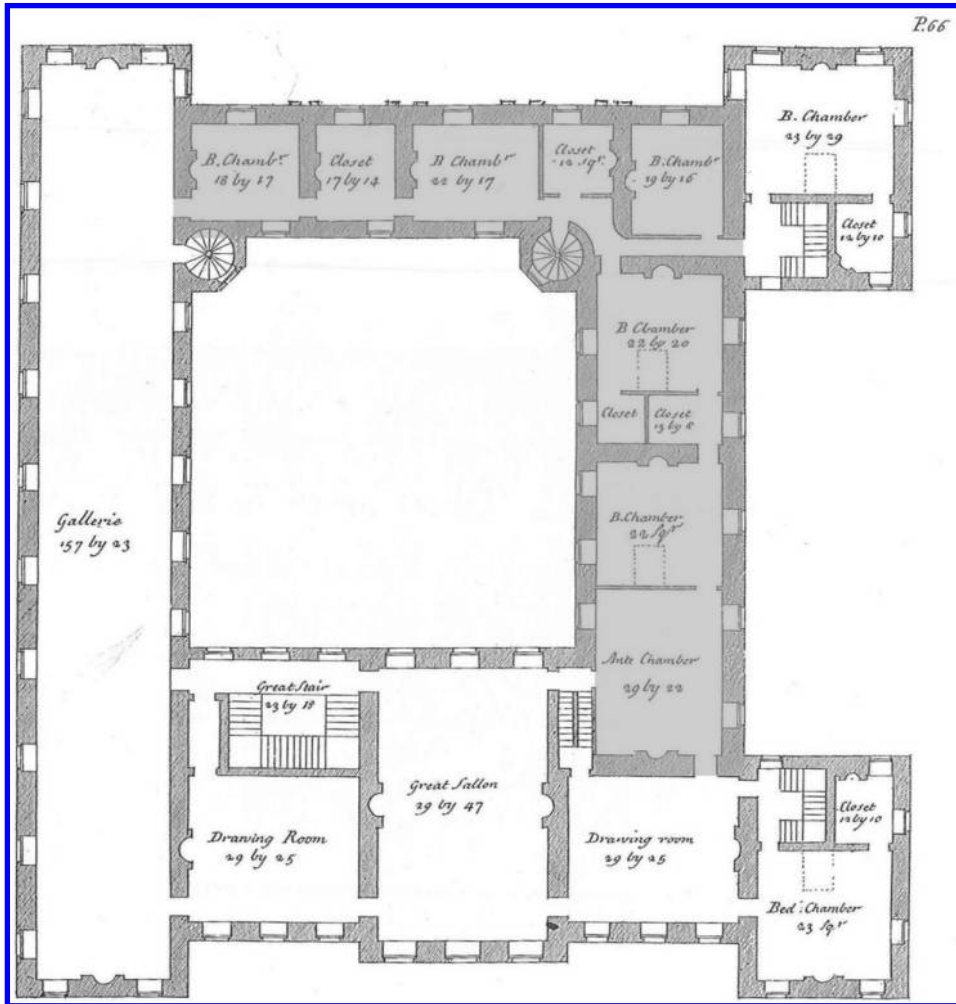 P.66
B. Chamber
23 by 29
B. Chamb.r
18 by 17
Closet
17 by 14
B Chamb.r
22 by 17
Closet
12 Sq.r
B. Chamb.r
19 by 16
Closet
12 by 10
B Chamber
22 by 20
Closet
Closet
13 by 8
B. Chamber
22 Sq.r
Gallerie
157 by 23
Ante Chamber
29 by 22
Great Stair
23 by 18
Great Sallon
29 by 47
Drawing Room
29 by 25
Drawing room
29 by 25
Closet
12 by 10
Bed: Chamber
23 Sq.r